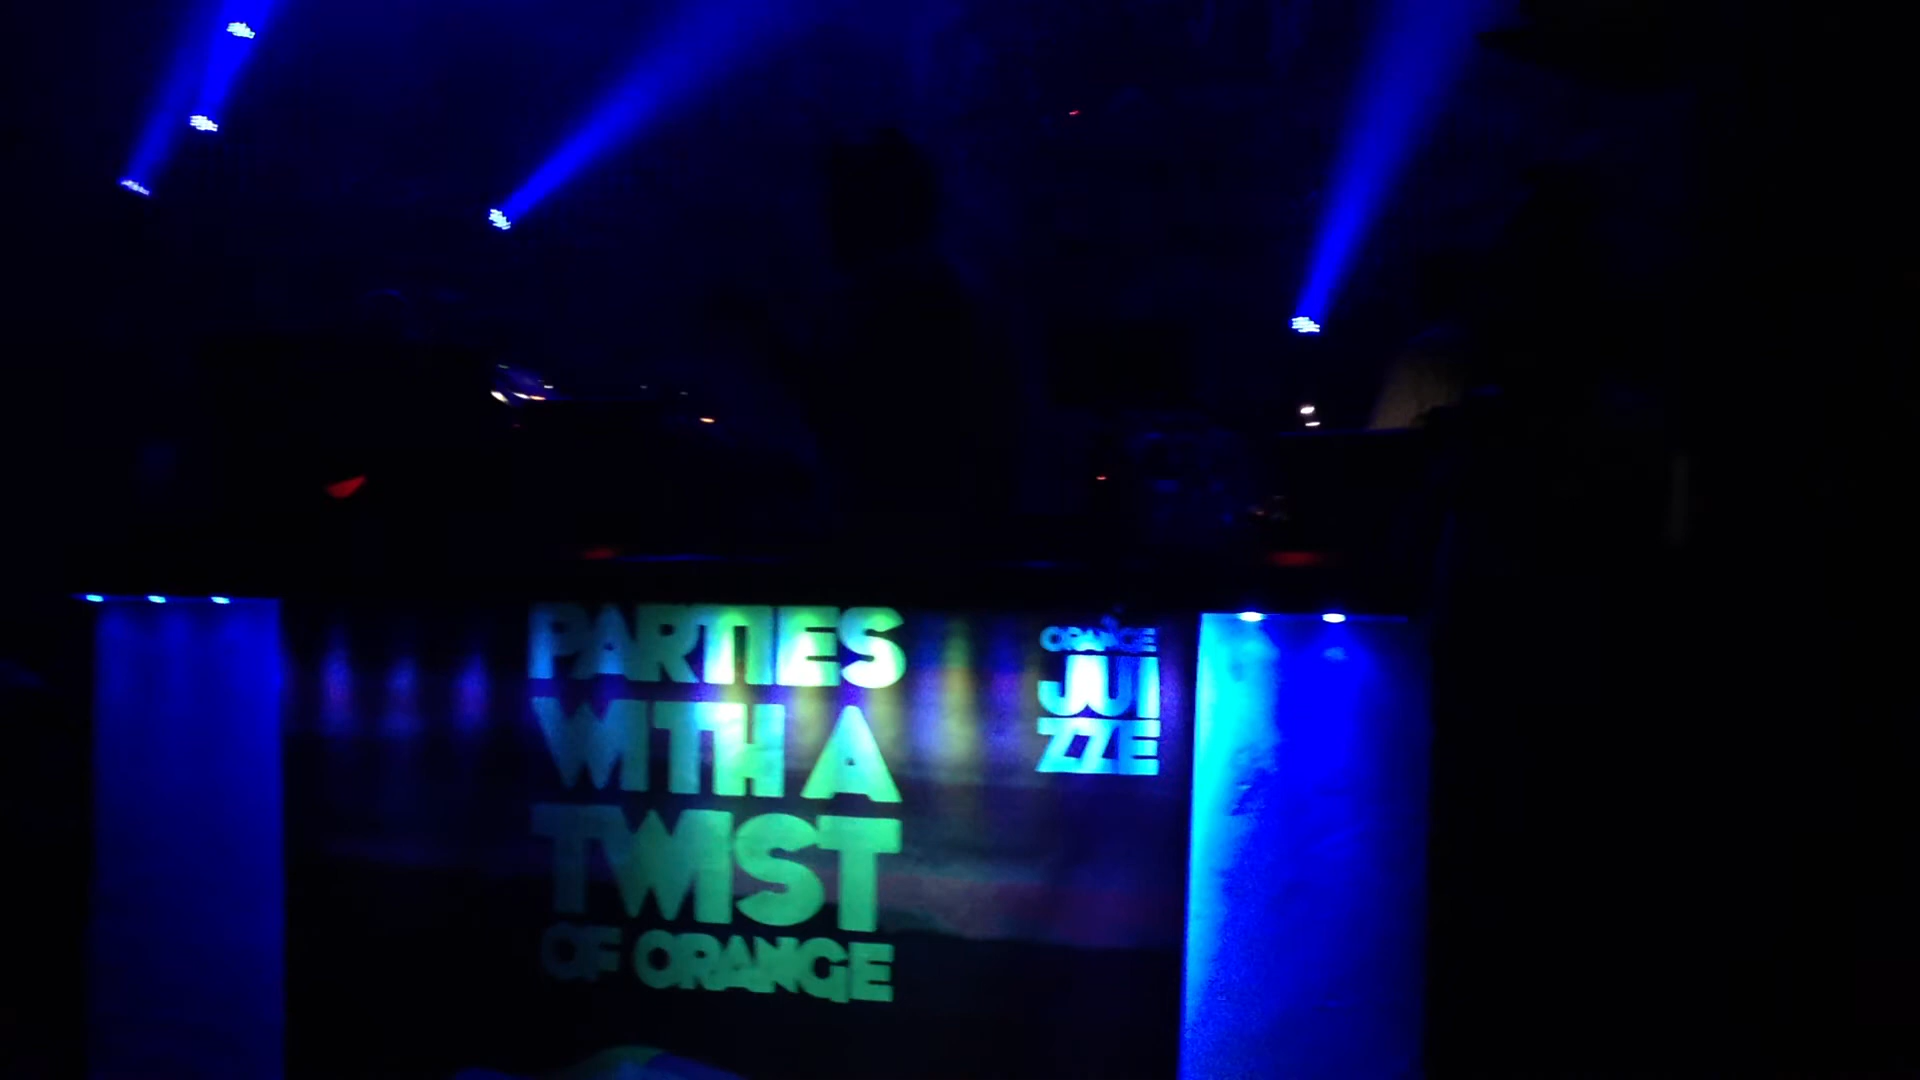 PARTIES
WITH A
TWIST
OF ORANGE
ORANGE
JUI
ZZE